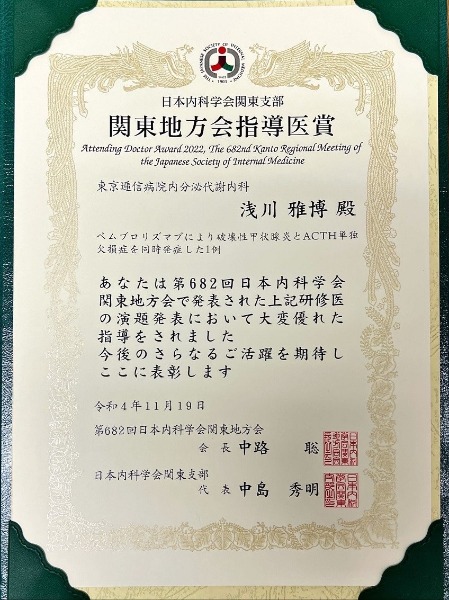 日本内科学会関東支部
関東地方会指導医賞
Attending Doctor Award 2022, The 682nd Kanto Regional Meeting of
the Japanese Society of Internal Medicine
東京逓信病院内分泌代謝内科
浅川 雅博 殿
ペムブロリズマブにより破壊性甲状腺炎とACTH単独
欠損症を同時発症した1例
あなたは第682回日本内科学会
関東地方会で発表された上記研修医
の演題発表において大変優れた
指導をされました
今後のさらなるご活躍を期待し
ここに表彰します
令和4年11月19日
第682回日本内科学会関東地方会
会長 中路 聡
日本内科学会関東支部
代表 中島 秀明